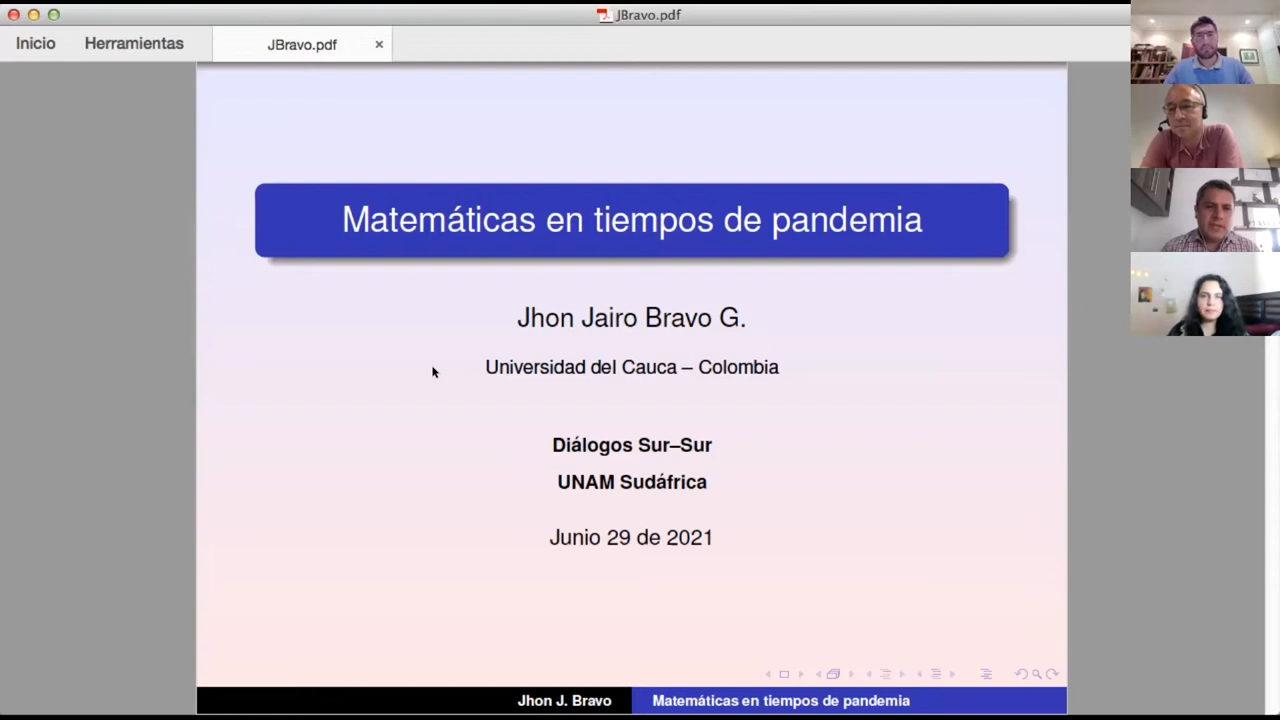 JBravo.pdf
Inicio
Herramientas
JBravo.pdf
Matemáticas en tiempos de pandemia
Jhon Jairo Bravo G.
Universidad del Cauca – Colombia
Diálogos Sur–Sur
UNAM Sudáfrica
Junio 29 de 2021
Jhon J. Bravo
Matemáticas en tiempos de pandemia